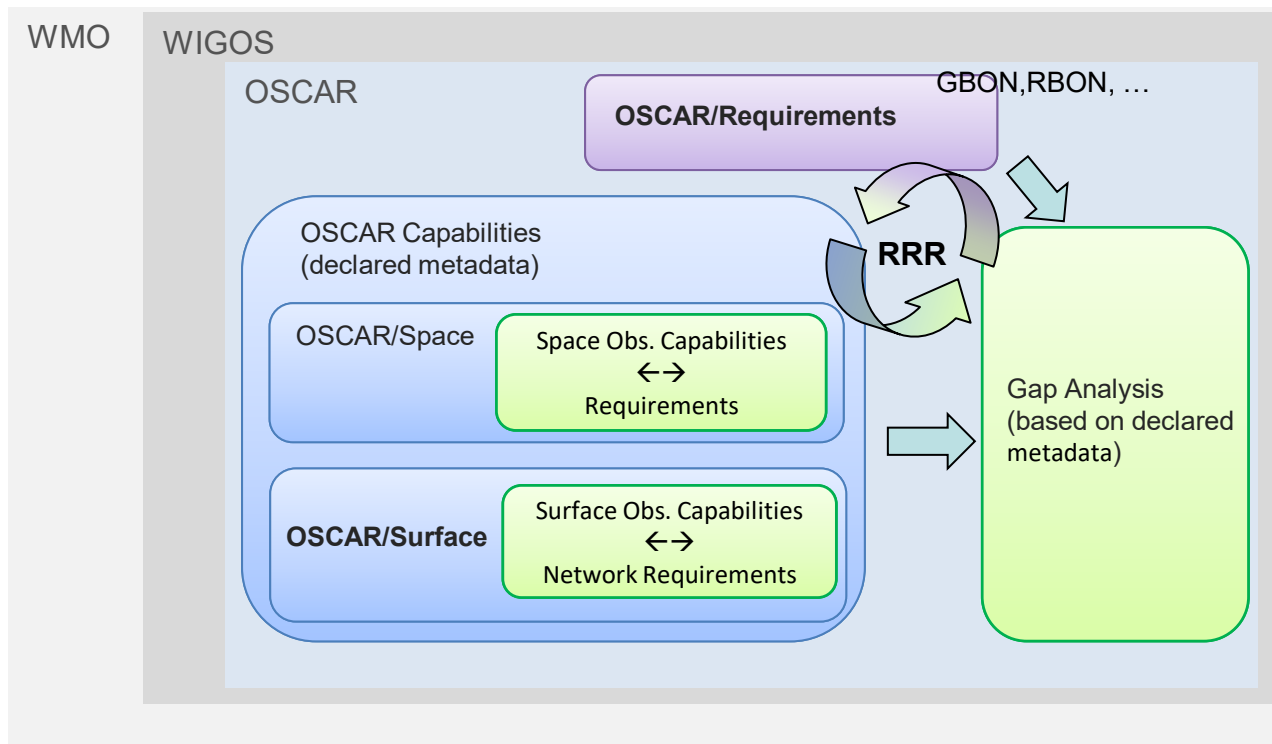 WMO
WIGOS
OSCAR
GBON,RBON, …
OSCAR/Requirements
OSCAR Capabilities
(declared metadata)
RRR
OSCAR/Space
Space Obs. Capabilities
←→
Requirements
Gap Analysis
(based on declared
metadata)
OSCAR/Surface
Surface Obs. Capabilities
←→
Network Requirements